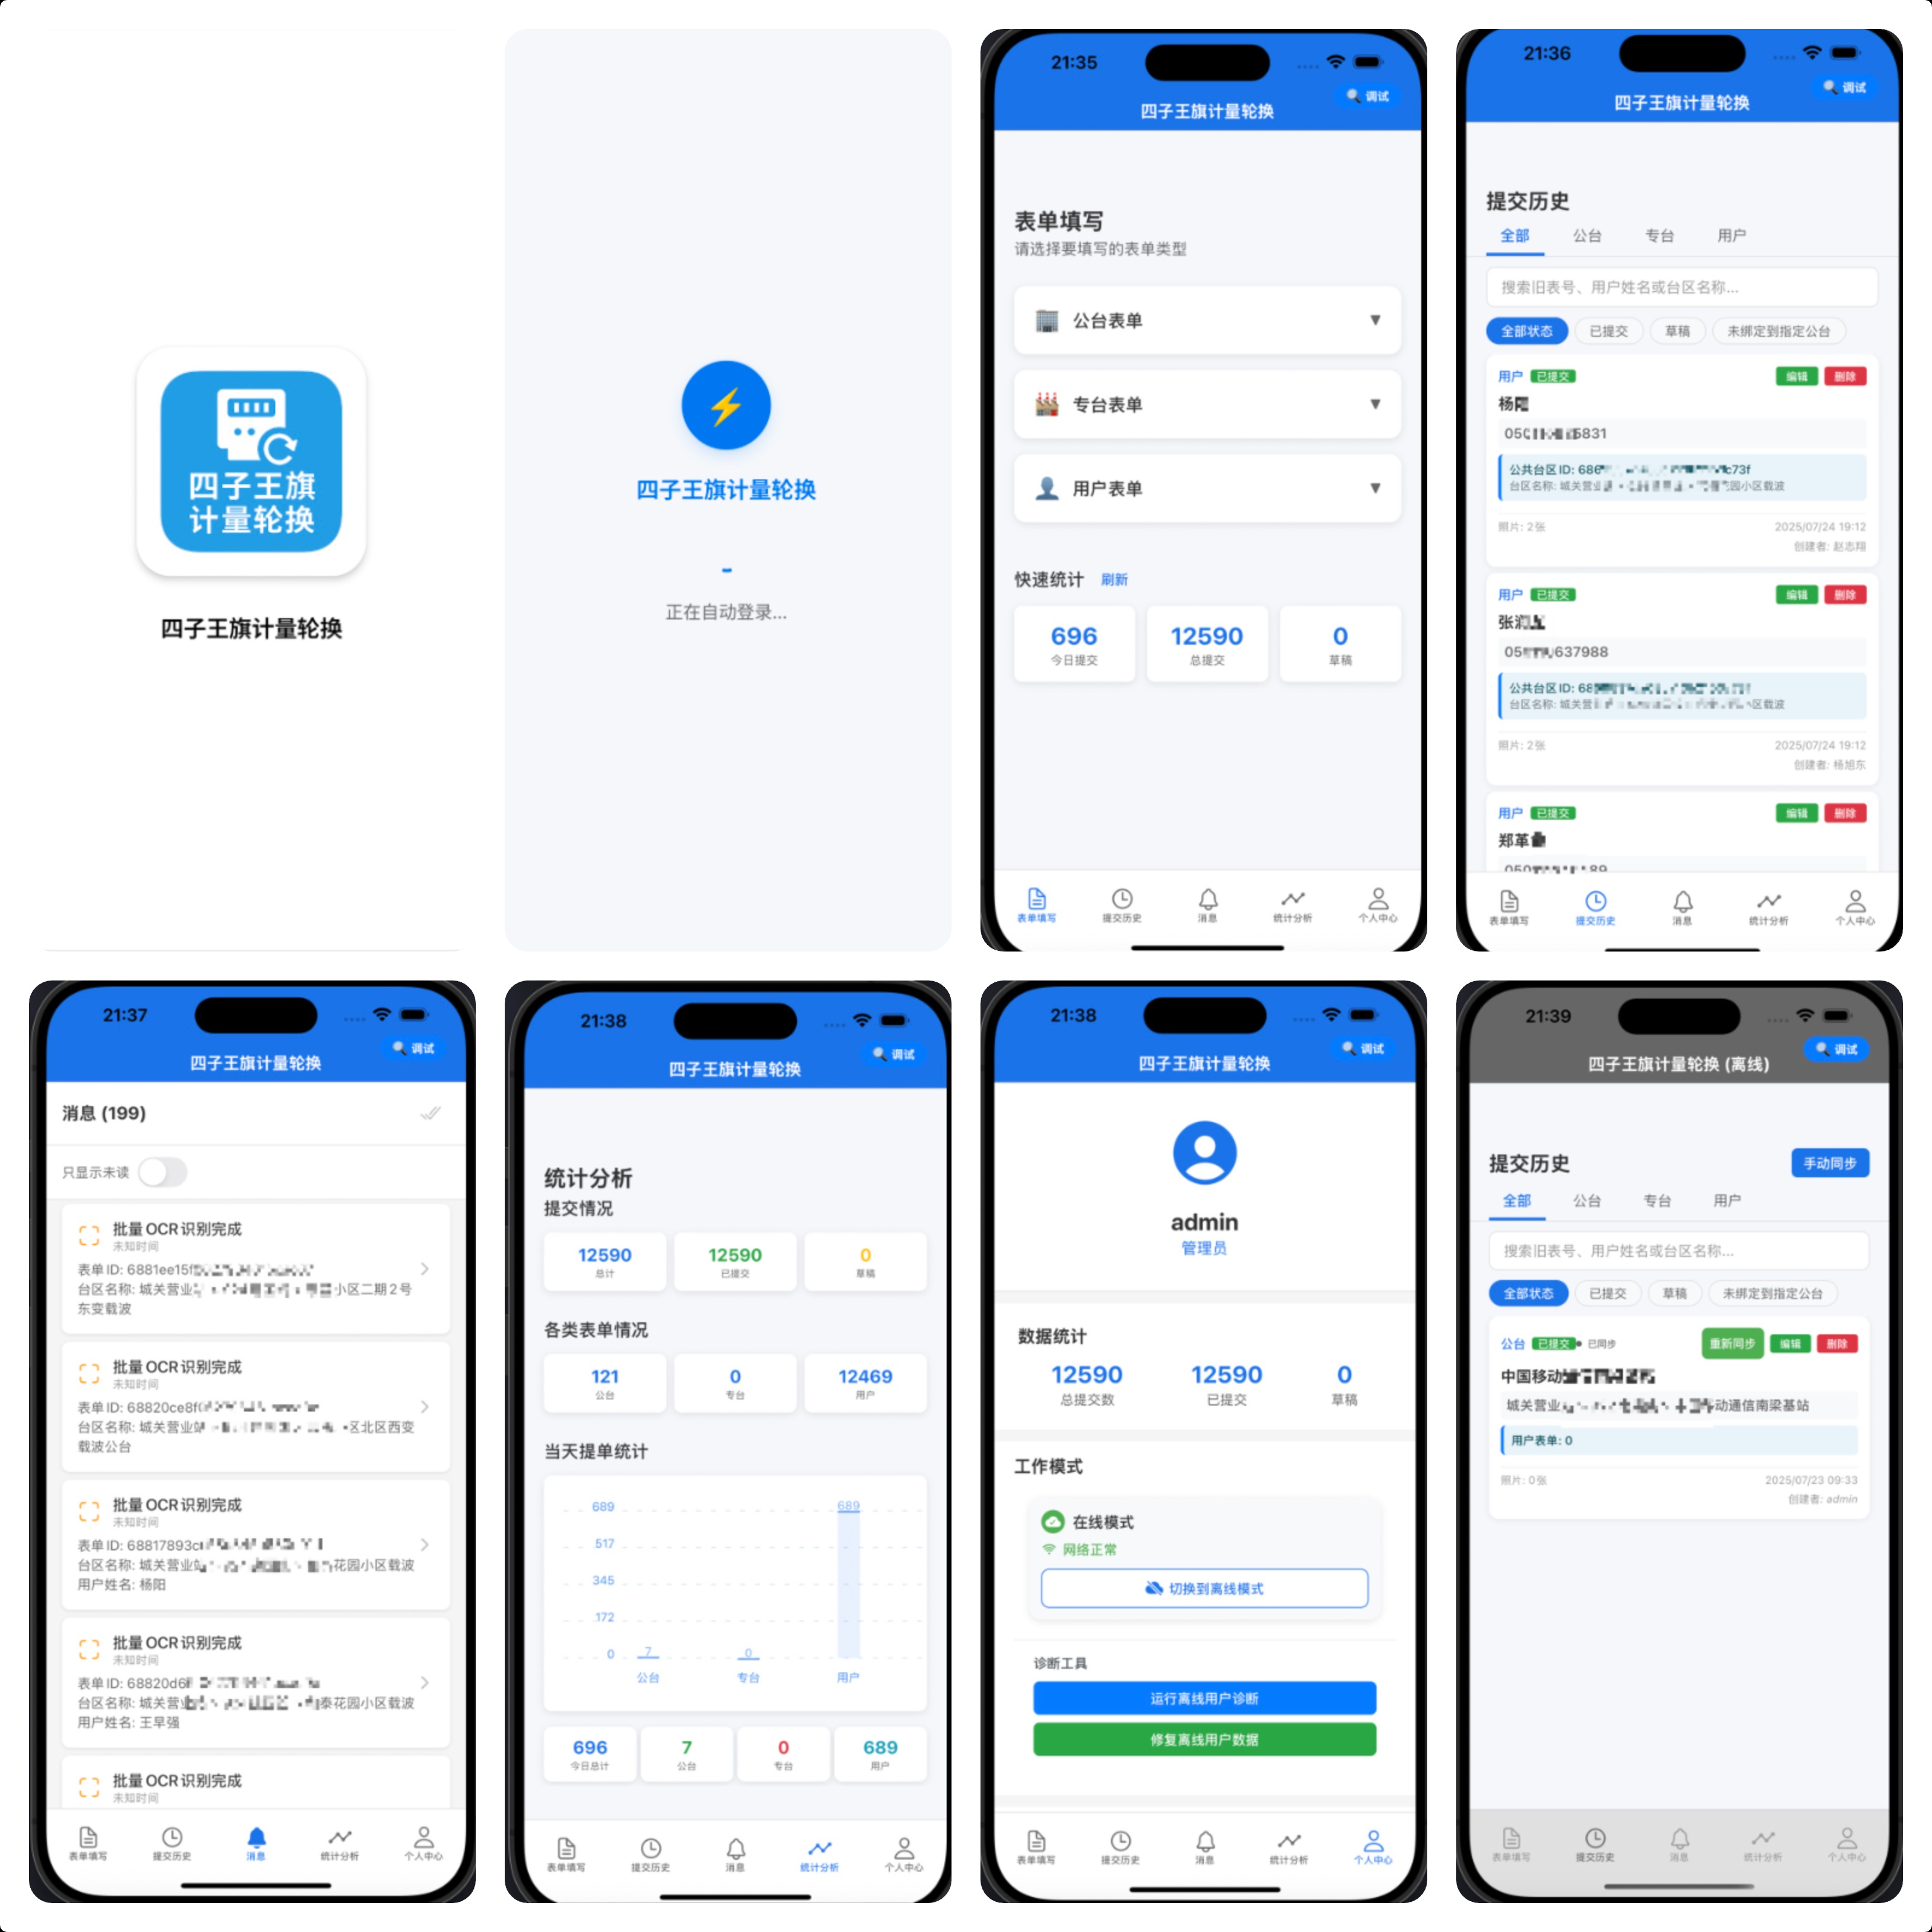 四子王旗
计量轮换
四子王旗计量轮换
四子王旗计量轮换
正在自动登录...
21:35
调试
四子王旗计量轮换
表单填写
请选择要填写的表单类型
公台表单
专台表单
用户表单
快速统计 刷新
696 12590 0
今日提交 总提交 草稿
表单填写 提交历史 消息 统计分析 个人中心
21:36
调试
四子王旗计量轮换
提交历史
全部 公台 专台 用户
搜索旧表号、用户姓名或台区名称...
全部状态 已提交 草稿 未绑定到指定公台
用户 已提交 编辑 删除
杨
5831
公共台区ID: 686 c73f
台区名称: 城关营业 园小区载波
照片: 2张 2025/07/24 19:12
创建者: 赵志翔
用户 已提交 编辑 删除
张
637988
公共台区ID: 68
台区名称: 城关营 区载波
照片: 2张 2025/07/24 19:12
创建者: 杨旭东
用户 已提交 编辑 删除
郑革
表单填写 提交历史 消息 统计分析 个人中心
21:37
调试
四子王旗计量轮换
消息 (199)
只显示未读
批量OCR识别完成
未知时间
表单ID: 6881ee15f
台区名称: 城关营业 小区二期2号
东变载波
批量OCR识别完成
未知时间
表单ID: 68820ce8f
台区名称: 城关营业 区北区西变
载波公台
批量OCR识别完成
未知时间
表单ID: 68817893c
台区名称: 城关营业 花园小区载波
用户姓名: 杨阳
批量OCR识别完成
未知时间
表单ID: 68820d6
台区名称: 城关营业 泰花园小区载波
用户姓名: 王早强
批量OCR识别完成
未知时间
表单填写 提交历史 消息 统计分析 个人中心
21:38
调试
四子王旗计量轮换
统计分析
提交情况
12590 12590 0
总计 已提交 草稿
各类表单情况
121 0 12469
公台 专台 用户
当天提单统计
689 689
517
345
172
0 7 0
公台 专台 用户
696 7 0 689
今日总计 公台 专台 用户
表单填写 提交历史 消息 统计分析 个人中心
21:38
调试
四子王旗计量轮换
admin
管理员
数据统计
12590 12590 0
总提交数 已提交 草稿
工作模式
在线模式
网络正常
切换到离线模式
诊断工具
运行离线用户诊断
修复离线用户数据
表单填写 提交历史 消息 统计分析 个人中心
21:39
调试
四子王旗计量轮换 (离线)
提交历史 手动同步
全部 公台 专台 用户
搜索旧表号、用户姓名或台区名称...
全部状态 已提交 草稿 未绑定到指定公台
公台 已提交 已同步 重新同步 编辑 删除
中国移动
城关营业 动通信南梁基站
用户表单: 0
照片: 0张 2025/07/23 09:33
创建者: admin
表单填写 提交历史 消息 统计分析 个人中心